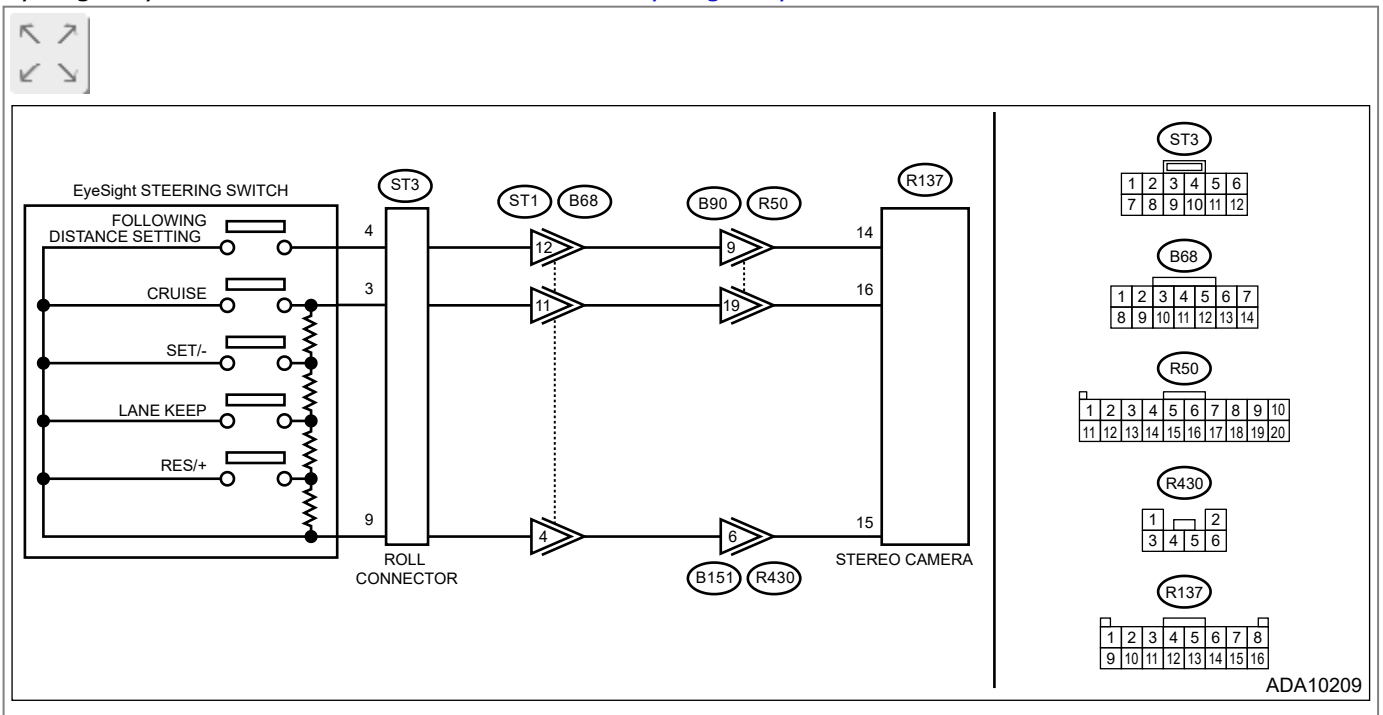 EyeSight STEERING SWITCH
FOLLOWING
DISTANCE SETTING
CRUISE
SET/-
LANE KEEP
RES/+
4
3
9
ST3
ROLL
CONNECTOR
ST1 B68
12
11
4
B90 R50
9
19
6
B151 R430
R137
14
16
15
STEREO CAMERA
ST3
1 2 3 4 5 6
7 8 9 10 11 12
B68
1 2 3 4 5 6 7
8 9 10 11 12 13 14
R50
1 2 3 4 5 6 7 8 9 10
11 12 13 14 15 16 17 18 19 20
R430
1 2
3 4 5 6
R137
1 2 3 4 5 6 7 8
9 10 11 12 13 14 15 16
ADA10209